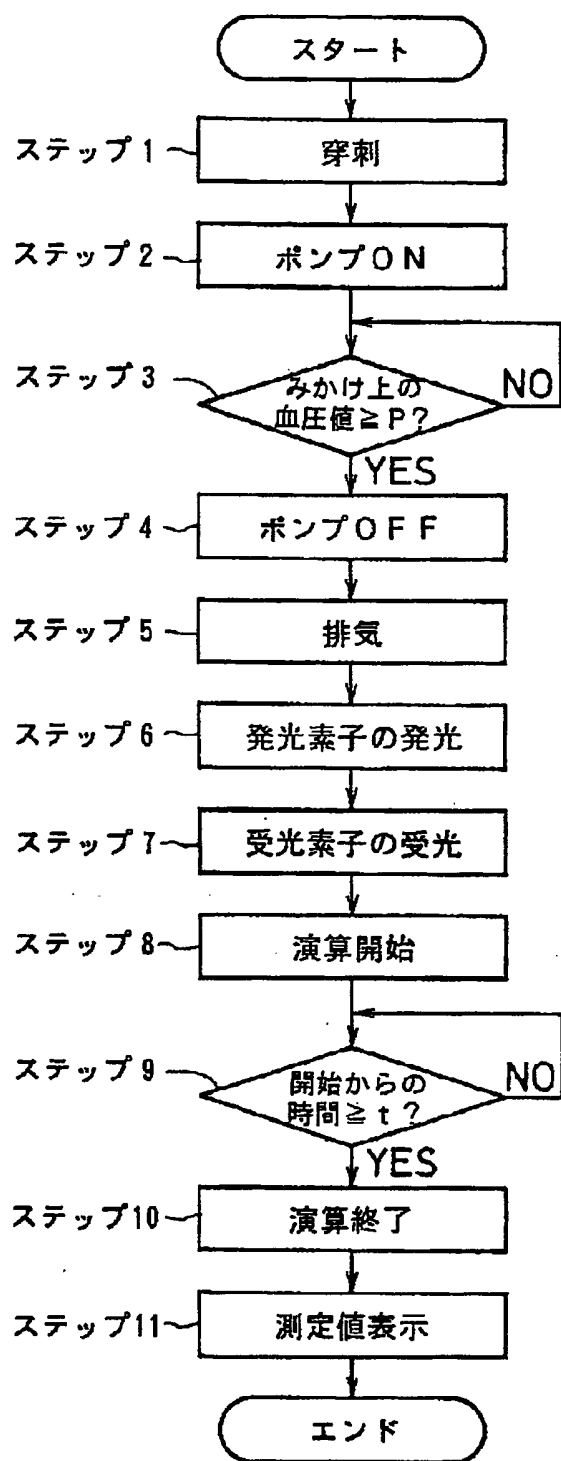 スタート
ステップ1
穿刺
ステップ2
ポンプON
ステップ3
みかけ上の
血圧値≧P?
NO
YES
ステップ4
ポンプOFF
ステップ5
排気
ステップ6
発光素子の発光
ステップ7
受光素子の受光
ステップ8
演算開始
ステップ9
開始からの
時間≧t?
NO
YES
ステップ10
演算終了
ステップ11
測定値表示
エンド